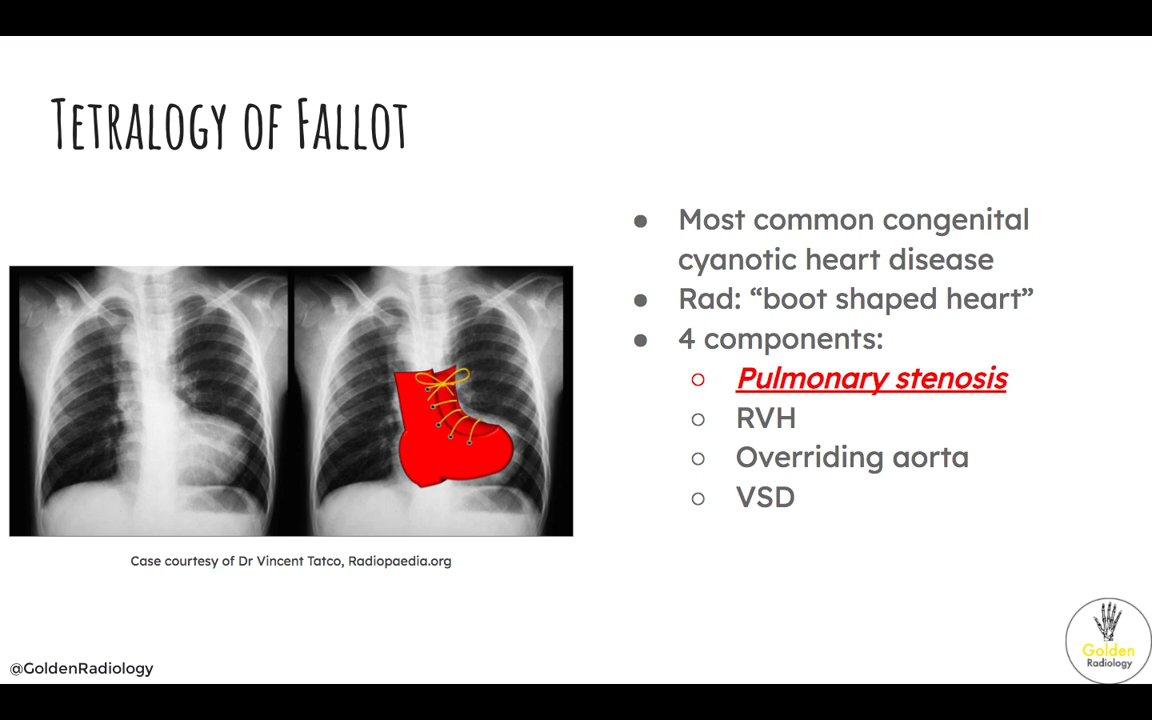 Tetralogy of Fallot
● Most common congenital
cyanotic heart disease
● Rad: “boot shaped heart”
● 4 components:
○ Pulmonary stenosis
○ RVH
○ Overriding aorta
○ VSD
Case courtesy of Dr Vincent Tatco, Radiopaedia.org
@GoldenRadiology
Golden
Radiology